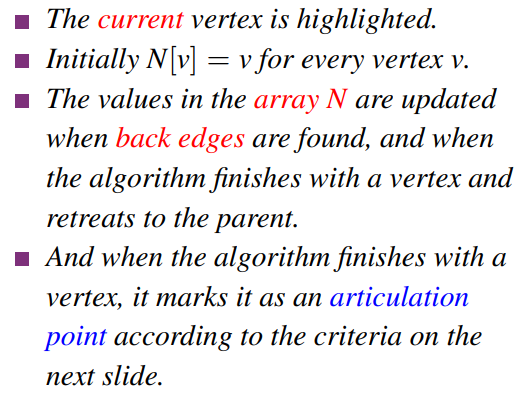 ■ The current vertex is highlighted.
■ Initially N[v] = v for every vertex v.
■ The values in the array N are updated
when back edges are found, and when
the algorithm finishes with a vertex and
retreats to the parent.
■ And when the algorithm finishes with a
vertex, it marks it as an articulation
point according to the criteria on the
next slide.